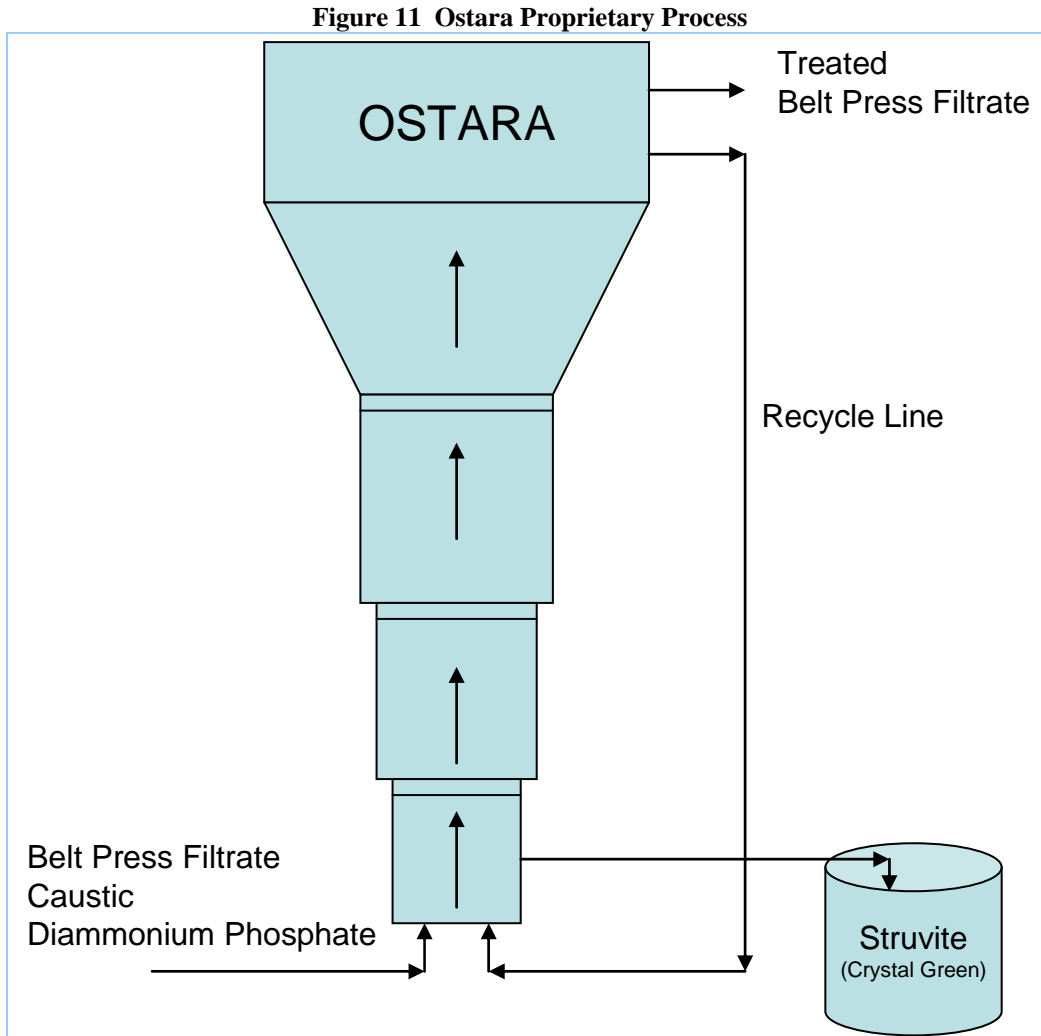 Figure 11 Ostara Proprietary Process
OSTARA
Treated
Belt Press Filtrate
Recycle Line
Belt Press Filtrate
Caustic
Diammonium Phosphate
Struvite
(Crystal Green)